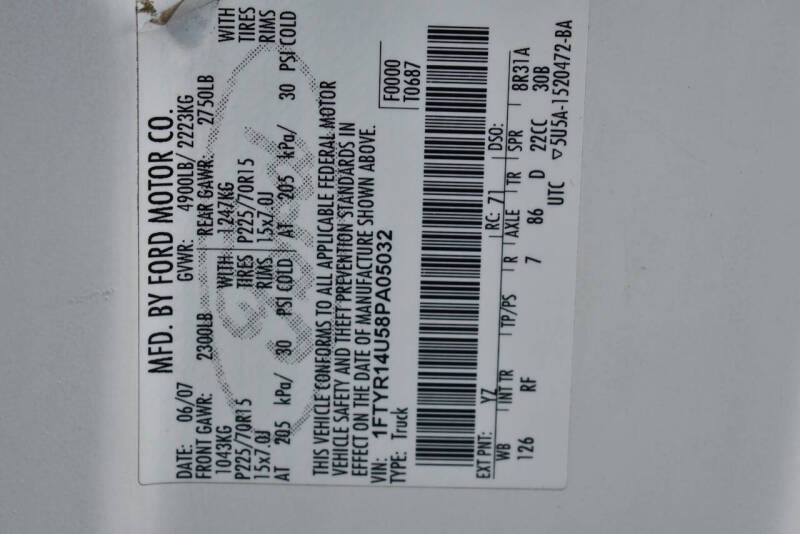 MFD. BY FORD MOTOR CO.
DATE: 06/07 GVWR: 4900LB/ 2223KG
FRONT GAWR: 2300LB REAR GAWR: 2750LB
1043KG WITH 1247KG WITH
P225/70R15 TIRES P225/70R15 TIRES
15x7.0J RIMS 15x7.0J RIMS
AT 205 kPa/ 30 PSI COLD AT 205 kPa/ 30 PSI COLD
THIS VEHICLE CONFORMS TO ALL APPLICABLE FEDERAL MOTOR
VEHICLE SAFETY AND THEFT PREVENTION STANDARDS IN
EFFECT ON THE DATE OF MANUFACTURE SHOWN ABOVE.
VIN: 1FTYR14U58PA05032 F0000
TYPE: Truck T0687
EXT PNT: YZ RC: 71 DSO:
WB INT TR TP/PS R AXLE TR SPR 8R31A
126 RF 7 86 D 22CC 30B
UTC ▽5U5A-1520472-BA